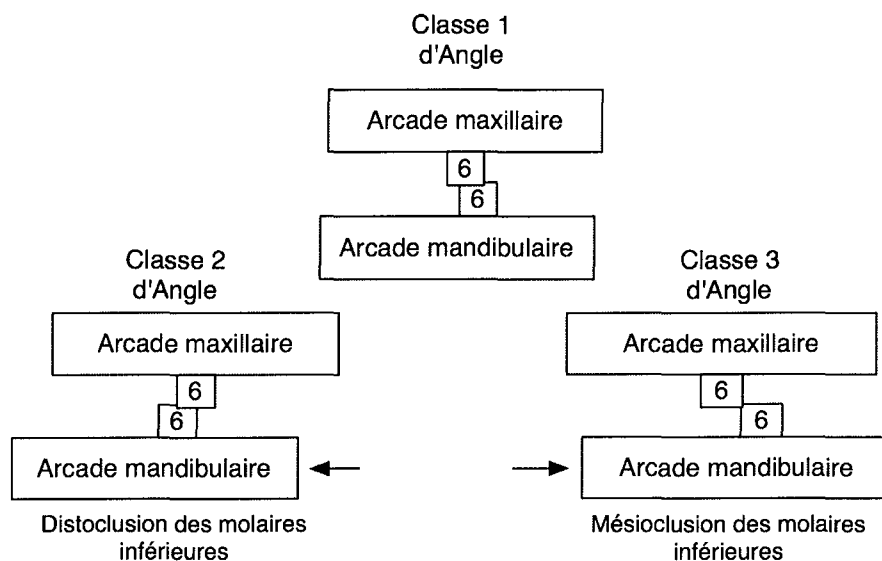 Classe 1
d'Angle
Arcade maxillaire
6
6
Arcade mandibulaire
Classe 2
d'Angle
Arcade maxillaire
6
6
Arcade mandibulaire
Distoclusion des molaires
inférieures
Classe 3
d'Angle
Arcade maxillaire
6
6
Arcade mandibulaire
Mésioclusion des molaires
inférieures